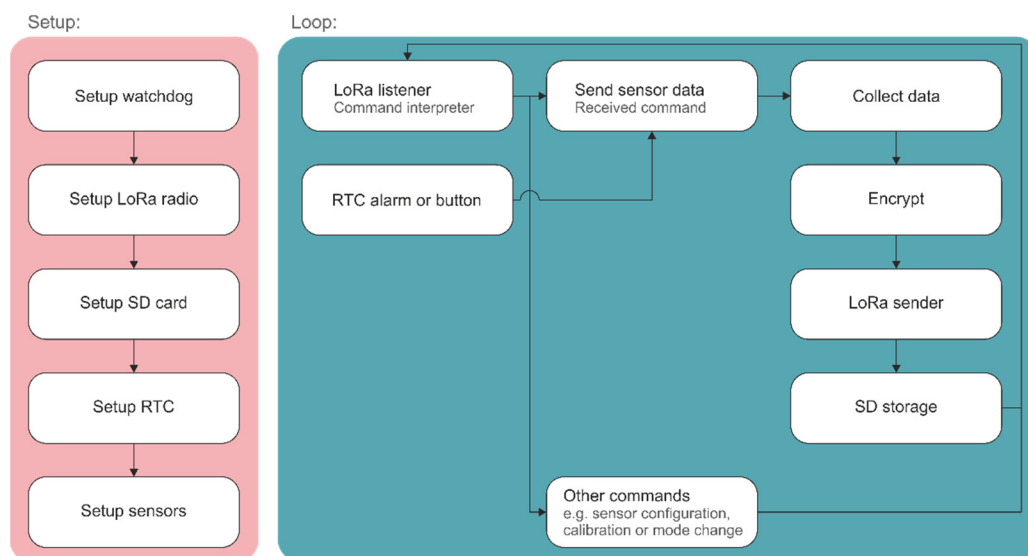 Setup:
Setup watchdog
Setup LoRa radio
Setup SD card
Setup RTC
Setup sensors
Loop:
LoRa listener
Command interpreter
Send sensor data
Received command
Collect data
RTC alarm or button
Encrypt
LoRa sender
SD storage
Other commands
e.g. sensor configuration,
calibration or mode change